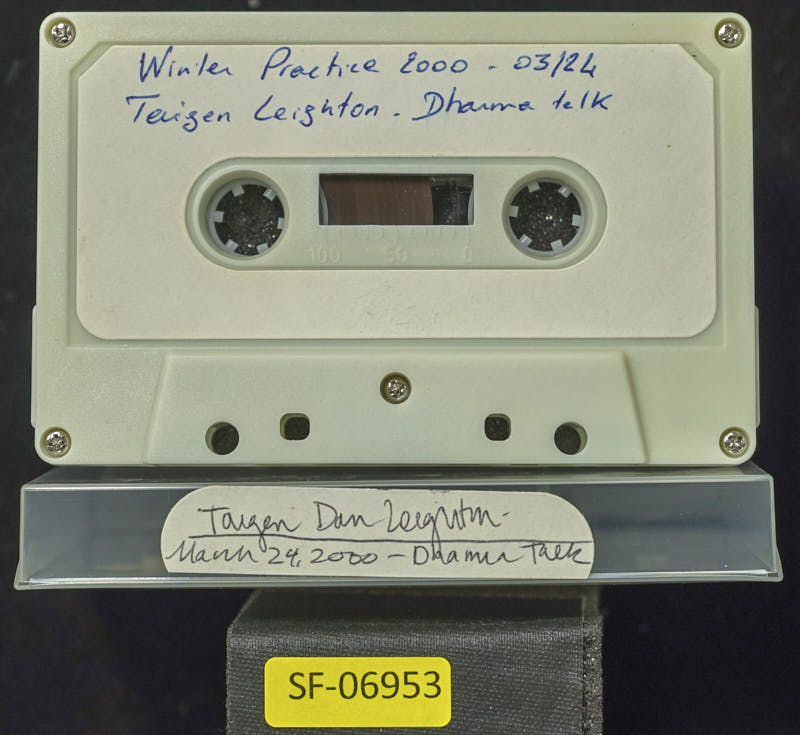 Winter Practice 2000 - 03/24
Taigen Leighton - Dharma talk
100 50 0
Taigen Dan Leighton -
March 24, 2000 - Dharma Talk
SF-06953